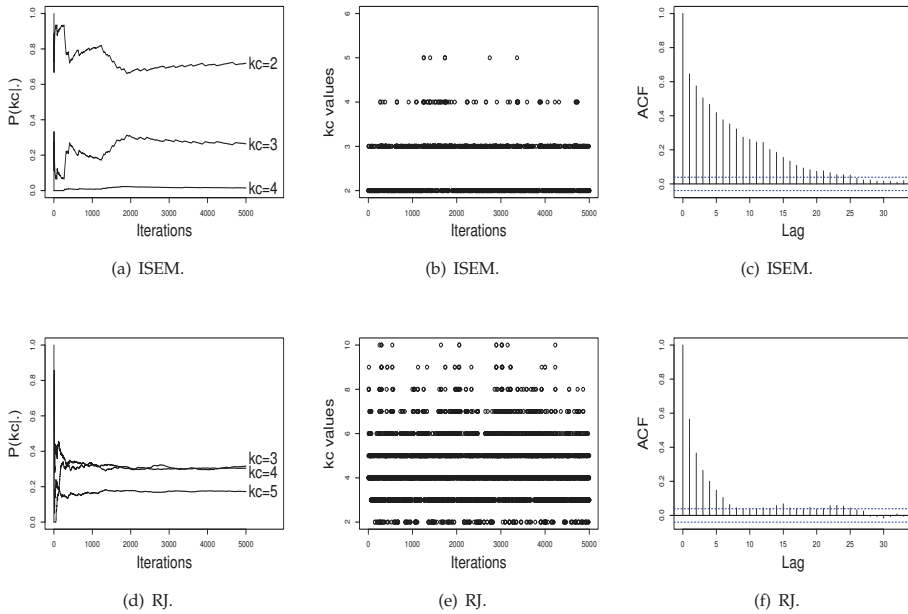 P(kc|.)
1.0
0.8
0.6
0.4
0.2
0.0
kc=2
kc=3
kc=4
0 1000 2000 3000 4000 5000
Iterations
(a) ISEM.
kc values
6
5
4
3
2
0 1000 2000 3000 4000 5000
Iterations
(b) ISEM.
ACF
1.0
0.8
0.6
0.4
0.2
0.0
0 5 10 15 20 25 30
Lag
(c) ISEM.
P(kc|.)
1.0
0.8
0.6
0.4
0.2
0.0
kc=3
kc=4
kc=5
0 1000 2000 3000 4000 5000
Iterations
(d) RJ.
kc values
10
8
6
4
2
0 1000 2000 3000 4000 5000
Iterations
(e) RJ.
ACF
1.0
0.8
0.6
0.4
0.2
0.0
0 5 10 15 20 25 30
Lag
(f) RJ.